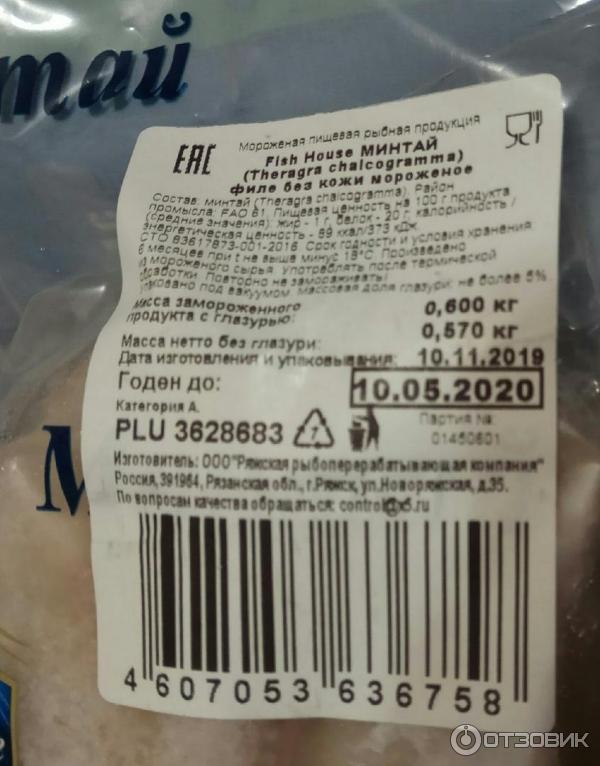 тай
ЕАС
Мороженая пищевая рыбная продукция
Fish House МИНТАЙ
(Theragra chalcogramma)
филе без кожи мороженое
Состав: минтай (Theragra chalcogramma). Район
промысла: FAO 61. Пищевая ценность на 100 г продукта
(средние значения): жир - 1 г, белок - 20 г, калорийность /
энергетическая ценность - 89 ккал/373 кДж.
СТО 83617873-001-2016. Срок годности и условия хранения:
6 месяцев при t не выше минус 18°С. Произведено
из мороженого сырья. Употреблять после термической
обработки. Повторно не замораживать!
Упаковано под вакуумом. Массовая доля глазури: не более 5%.
Масса замороженного
продукта с глазурью: 0,600 кг
Масса нетто без глазури: 0,570 кг
Дата изготовления и упаковывания: 10.11.2019
Годен до: 10.05.2020
Категория А.
Партия №:
PLU 3628683 7 01450601
Изготовитель: ООО "Ряжская рыбоперерабатывающая компания"
Россия, 391964, Рязанская обл., г.Ряжск, ул.Новоряжская, д.35.
По вопросам качества обращаться: control@x5.ru
М
4 607053 636758
ОТЗОВИК